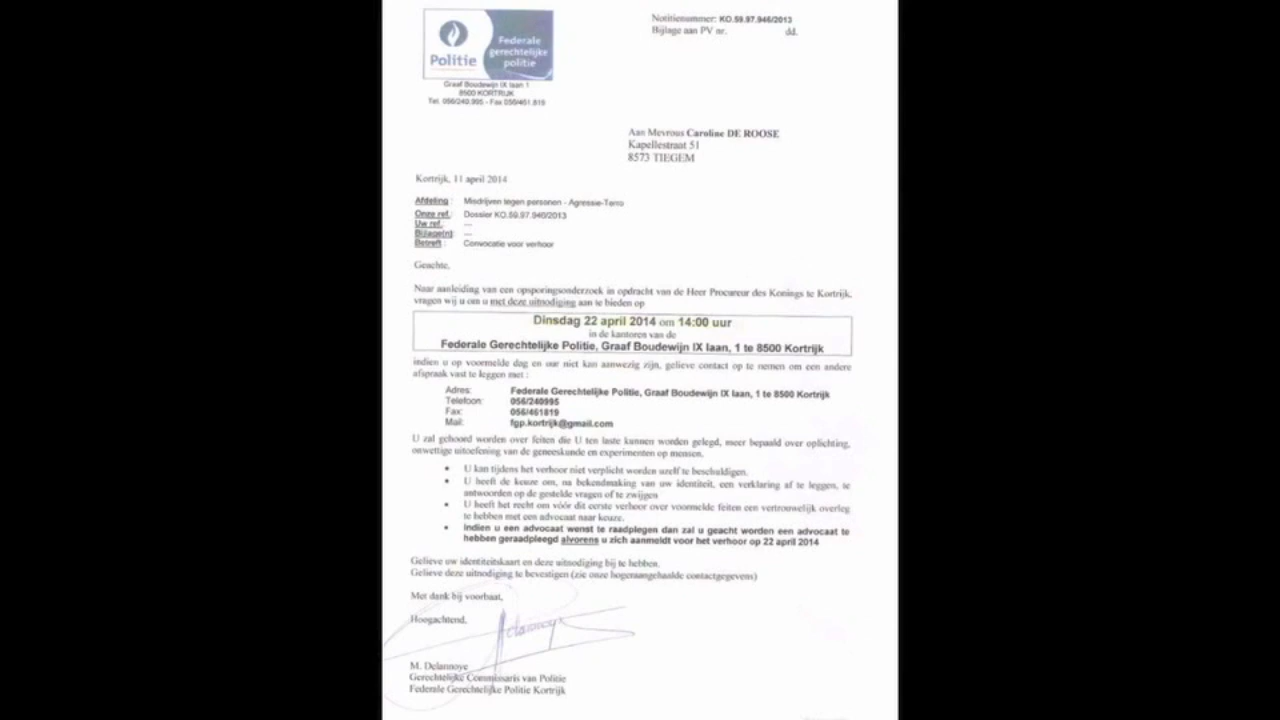 Politie
Federale
gerechtelijke
politie
Graaf Boudewijn IX laan 1
8500 KORTRIJK
Tel. 056/240.995 - Fax 056/461.819
Notitienummer: KO.59.97.946/2013
Bijlage aan PV nr. dd.
Aan Mevrouw Caroline DE ROOSE
Kapellestraat 51
8573 TIEGEM
Kortrijk, 11 april 2014
Afdeling : Misdrijven tegen personen - Agressie-Terro
Onze ref.: Dossier KO.59.97.946/2013
Uw ref. : ---
Bijlage(n): ---
Betreft : Convocatie voor verhoor
Geachte,
Naar aanleiding van een opsporingsonderzoek in opdracht van de Heer Procureur des Konings te Kortrijk,
vragen wij u om u met deze uitnodiging aan te bieden op
Dinsdag 22 april 2014 om 14:00 uur
in de kantoren van de
Federale Gerechtelijke Politie, Graaf Boudewijn IX laan, 1 te 8500 Kortrijk
indien u op voormelde dag en uur niet kan aanwezig zijn, gelieve contact op te nemen om een andere
afspraak vast te leggen met :
Adres: Federale Gerechtelijke Politie, Graaf Boudewijn IX laan, 1 te 8500 Kortrijk
Telefoon: 056/240995
Fax: 056/461819
Mail: fgp.kortrijk@gmail.com
U zal gehoord worden over feiten die U ten laste kunnen worden gelegd, meer bepaald over oplichting,
onwettige uitoefening van de geneeskunde en experimenten op mensen.
• U kan tijdens het verhoor niet verplicht worden uzelf te beschuldigen.
• U heeft de keuze om, na bekendmaking van uw identiteit, een verklaring af te leggen, te
antwoorden op de gestelde vragen of te zwijgen
• U heeft het recht om vóór dit eerste verhoor over voormelde feiten een vertrouwelijk overleg
te hebben met een advocaat naar keuze.
• Indien u een advocaat wenst te raadplegen dan zal u geacht worden een advocaat te
hebben geraadpleegd alvorens u zich aanmeldt voor het verhoor op 22 april 2014
Gelieve uw identiteitskaart en deze uitnodiging bij te hebben.
Gelieve deze uitnodiging te bevestigen (zie onze hogeraangehaalde contactgegevens)
Met dank bij voorbaat,
Hoogachtend,
Delannoye
M. Delannoye
Gerechtelijke Commissaris van Politie
Federale Gerechtelijke Politie Kortrijk